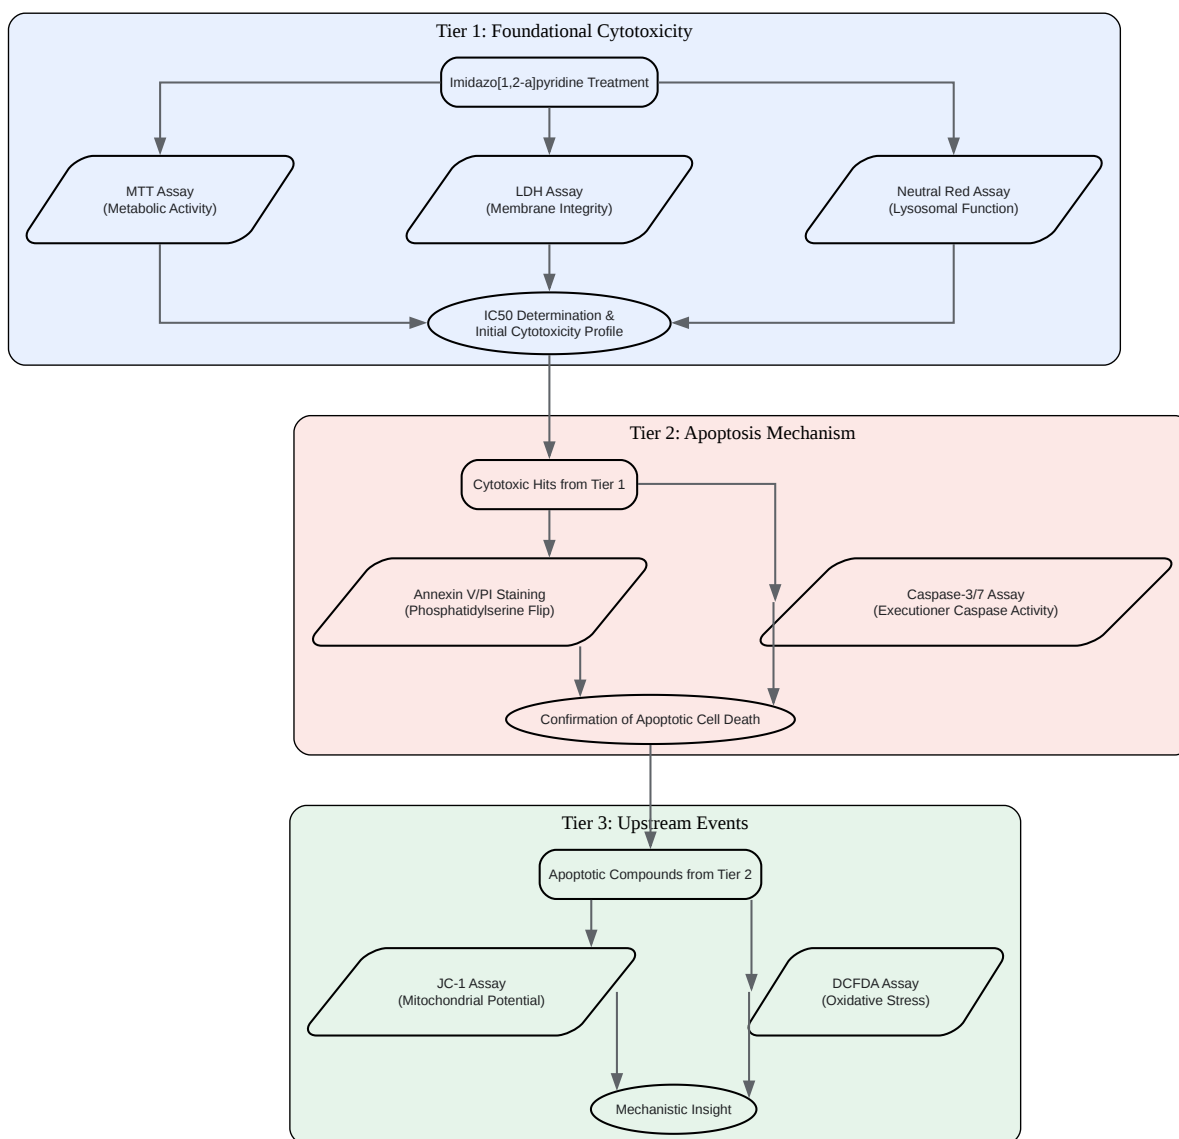 Tier 1: Foundational Cytotoxicity
Imidazo[1,2-a]pyridine Treatment
MTT Assay
(Metabolic Activity)
LDH Assay
(Membrane Integrity)
Neutral Red Assay
(Lysosomal Function)
IC50 Determination &
Initial Cytotoxicity Profile
Tier 2: Apoptosis Mechanism
Cytotoxic Hits from Tier 1
Annexin V/PI Staining
(Phosphatidylserine Flip)
Caspase-3/7 Assay
(Executioner Caspase Activity)
Confirmation of Apoptotic Cell Death
Tier 3: Upstream Events
Apoptotic Compounds from Tier 2
JC-1 Assay
(Mitochondrial Potential)
DCFDA Assay
(Oxidative Stress)
Mechanistic Insight